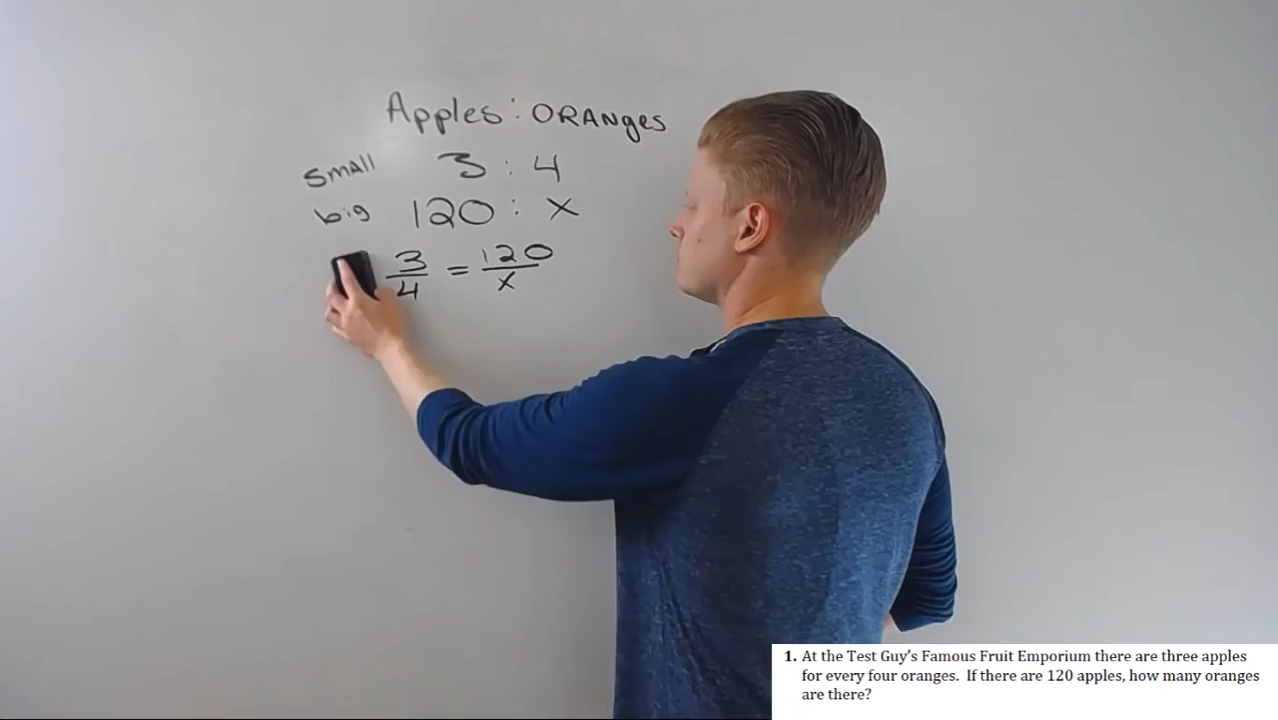 Apples : ORANges
SMAll 3 : 4
big 120 : x
3/4 = 120/x
1. At the Test Guy's Famous Fruit Emporium there are three apples
for every four oranges. If there are 120 apples, how many oranges
are there?